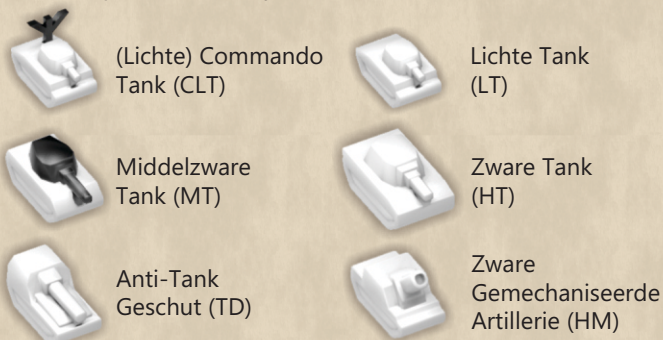 (Lichte) Commando
Tank (CLT)
Lichte Tank
(LT)
Middelzware
Tank (MT)
Zware Tank
(HT)
Anti-Tank
Geschut (TD)
Zware
Gemechaniseerde
Artillerie (HM)